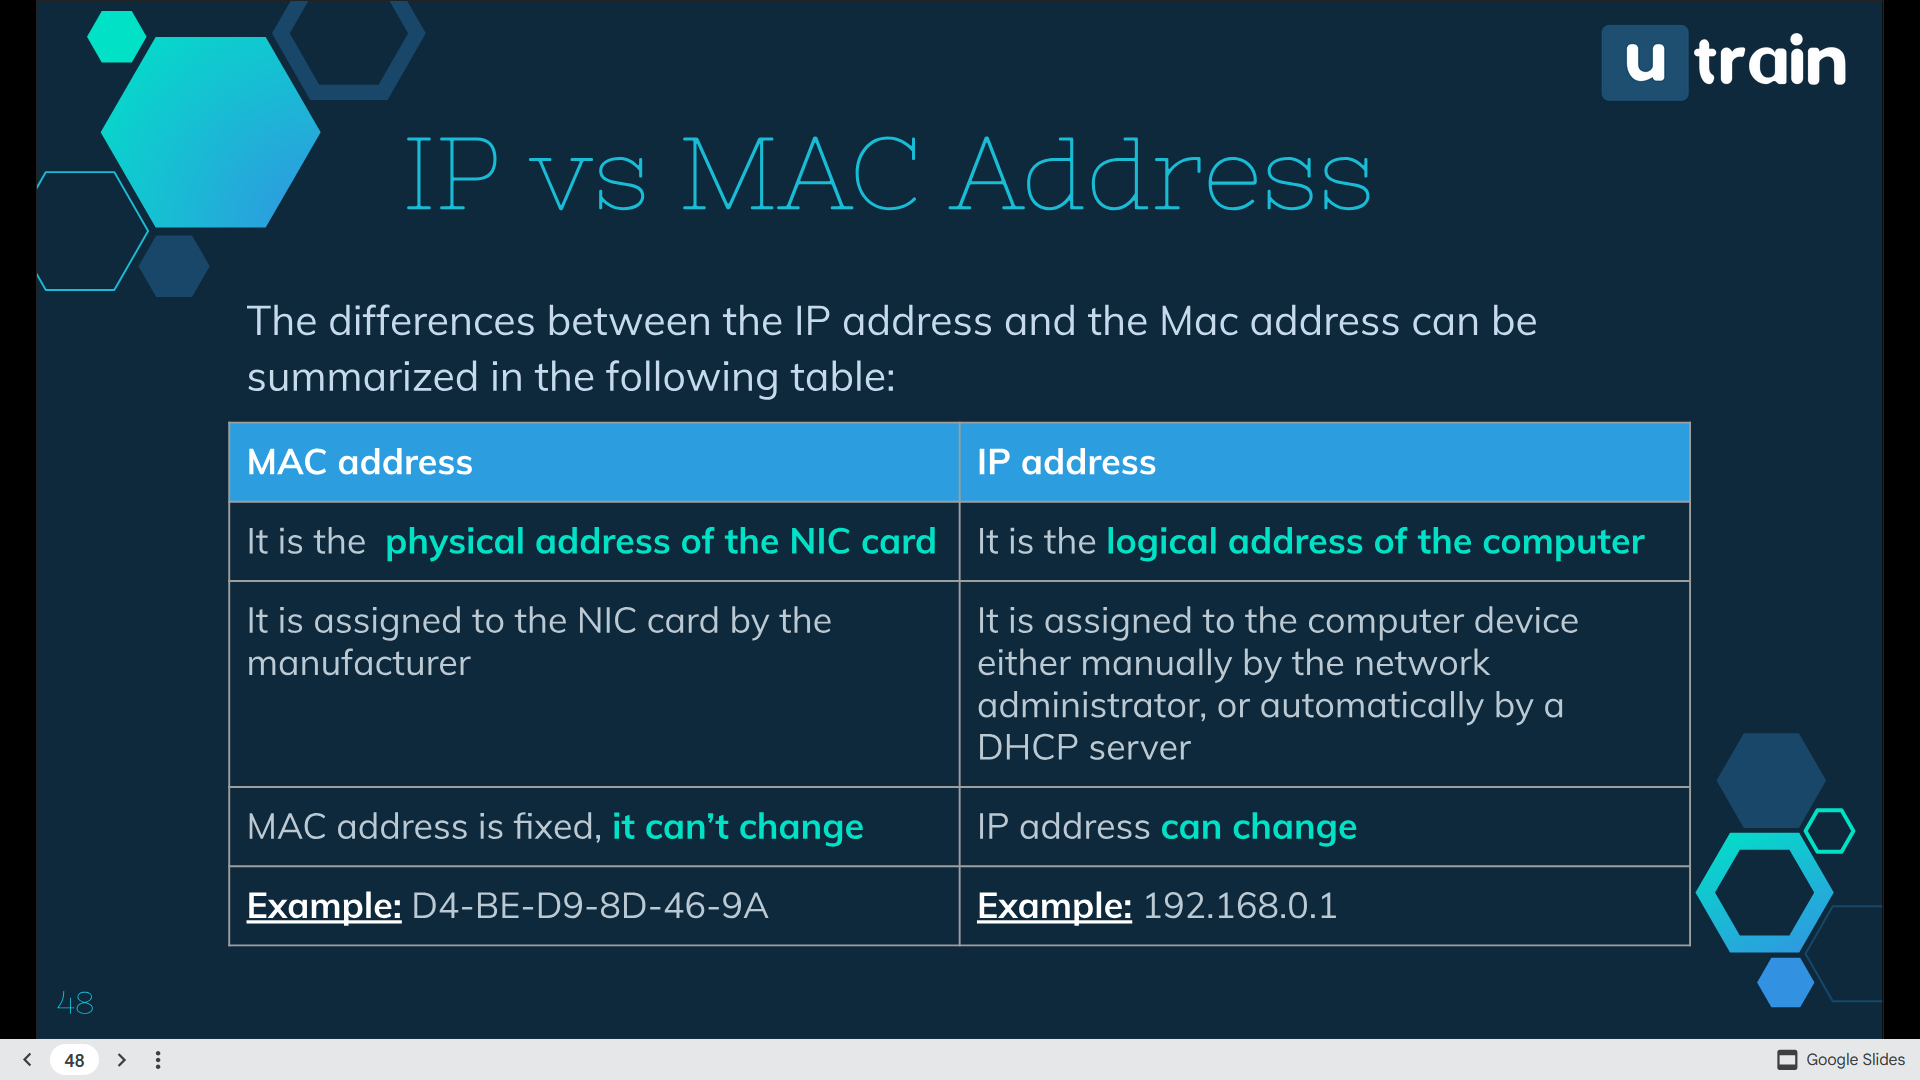 u train
IP vs MAC Address
The differences between the IP address and the Mac address can be
summarized in the following table:
MAC address
IP address
It is the  physical address of the NIC card
It is the logical address of the computer
It is assigned to the NIC card by the
manufacturer
It is assigned to the computer device
either manually by the network
administrator, or automatically by a
DHCP server
MAC address is fixed, it can’t change
IP address can change
Example: D4-BE-D9-8D-46-9A
Example: 192.168.0.1
48
48
Google Slides